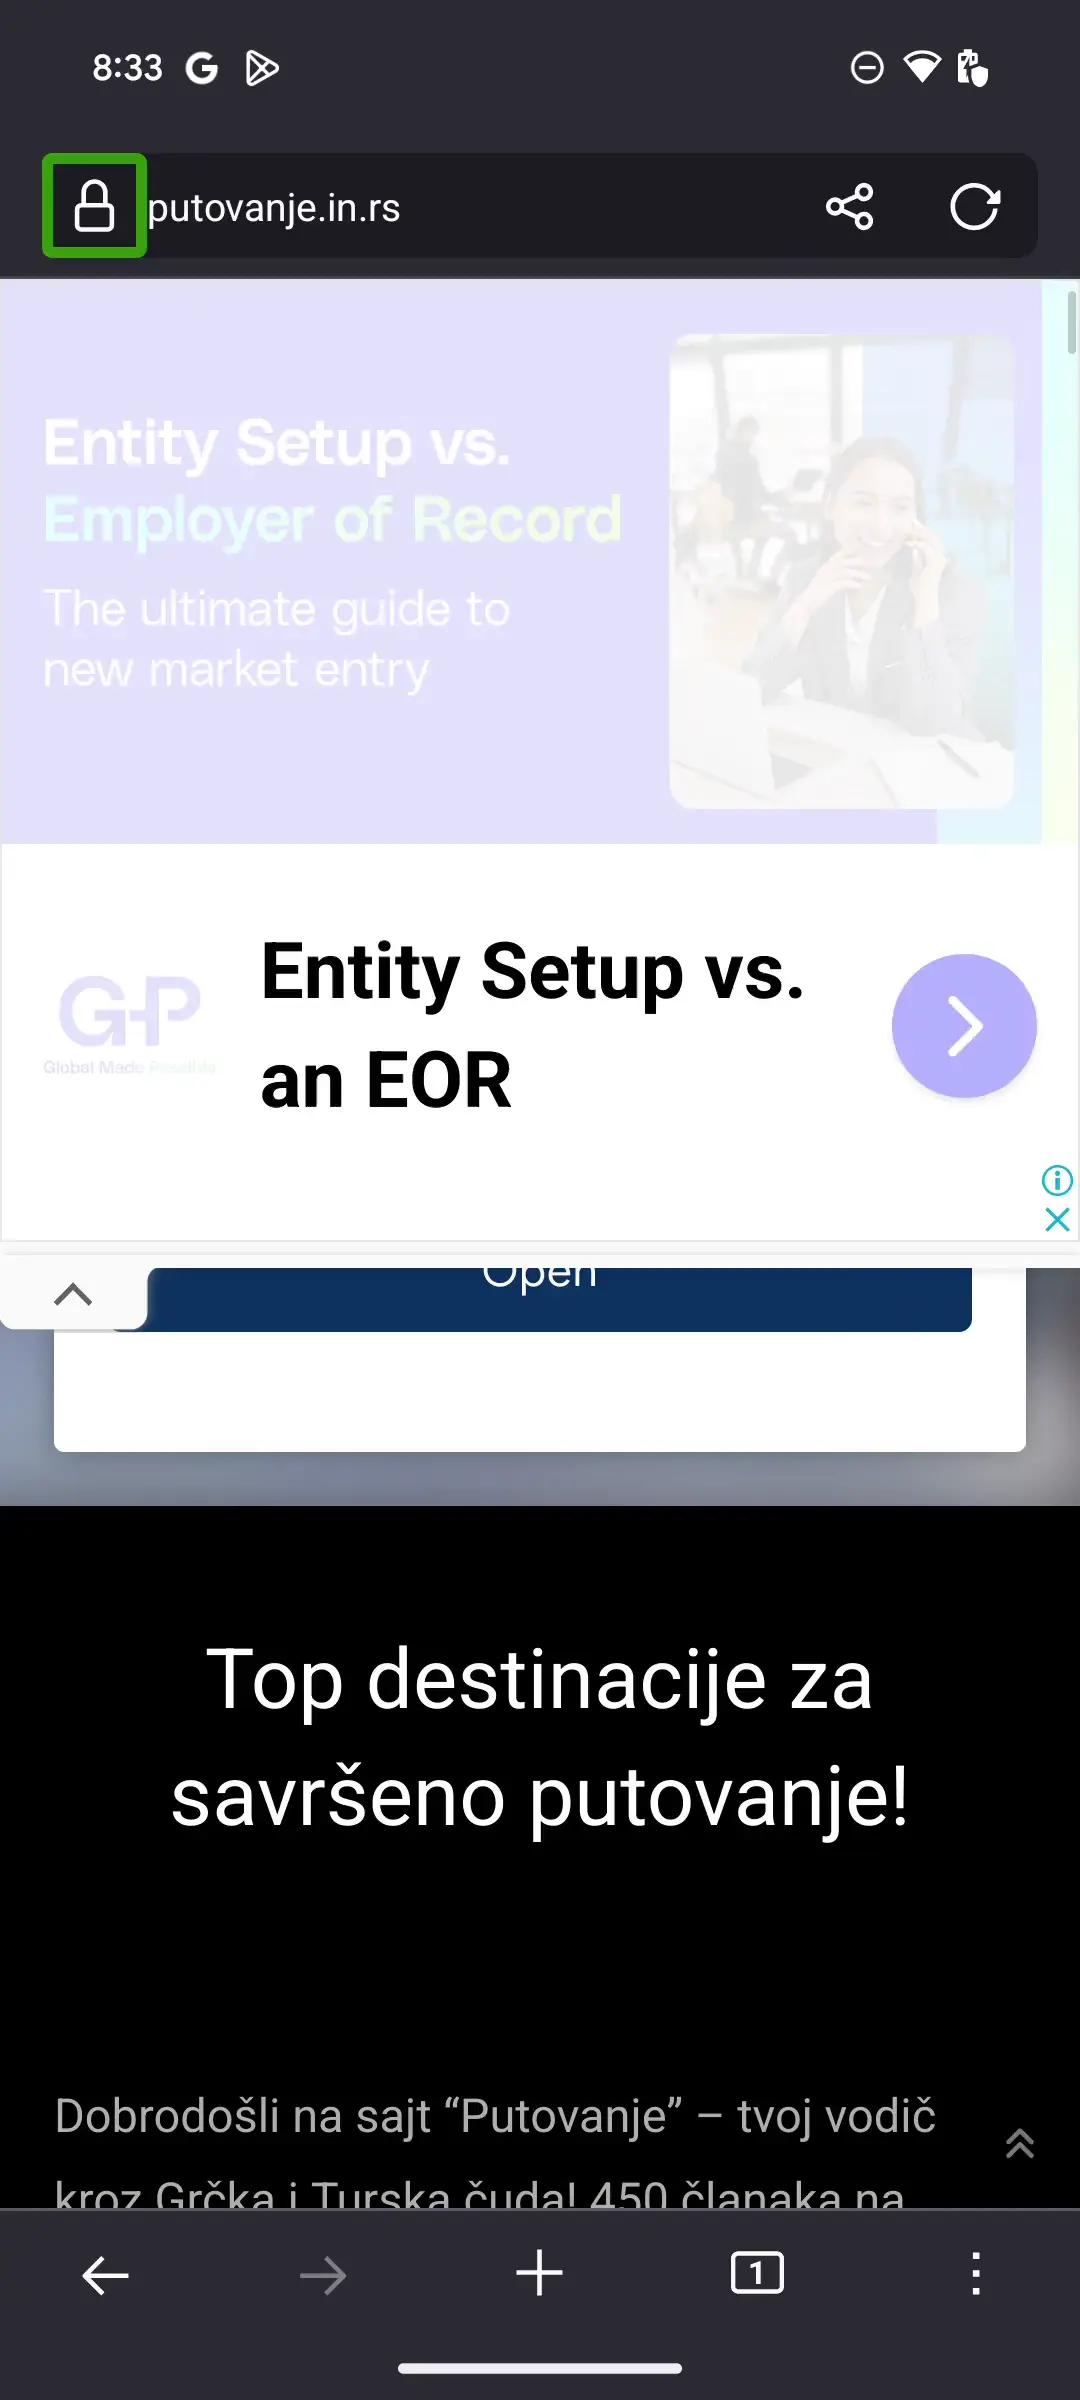 8:33
putovanje.in.rs
Entity Setup vs.
Employer of Record
The ultimate guide to
new market entry
G-P
Global Made Possible
Entity Setup vs.
an EOR
Open
Top destinacije za
savršeno putovanje!
Dobrodošli na sajt “Putovanje” – tvoj vodič
kroz Grčka i Turska čuda! 450 članaka na
1